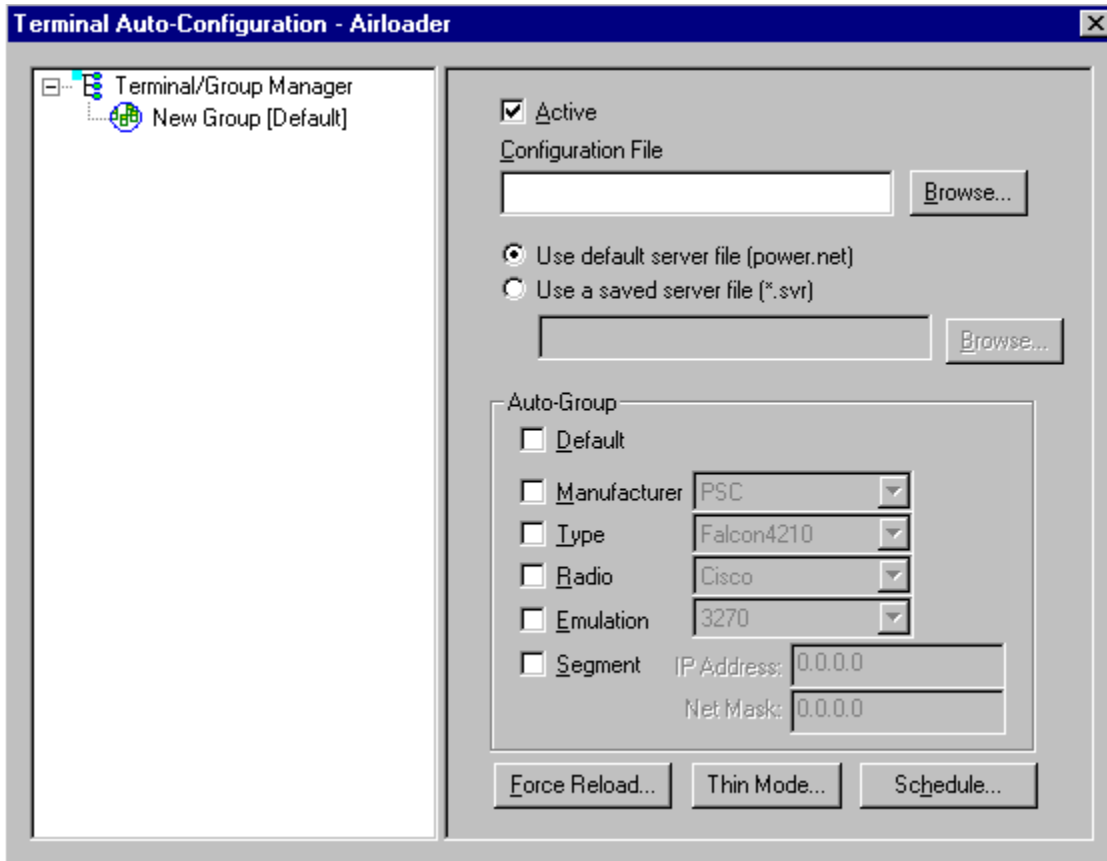 Terminal Auto-Configuration - Airloader
Terminal/Group Manager
New Group [Default]
Active
Configuration File
Browse...
Use default server file (power.net)
Use a saved server file (*.svr)
Browse...
Auto-Group
Default
Manufacturer PSC
Type Falcon4210
Radio Cisco
Emulation 3270
Segment IP Address: 0.0.0.0
Net Mask: 0.0.0.0
Force Reload... Thin Mode... Schedule...